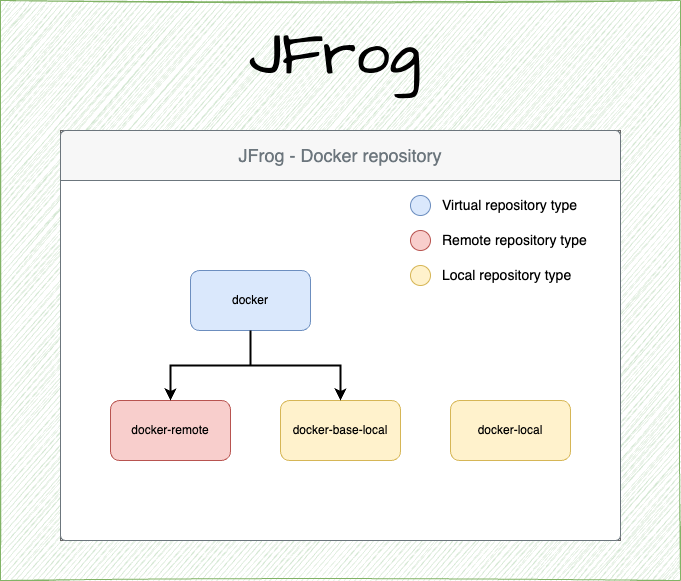 JFrog
JFrog - Docker repository
Virtual repository type
Remote repository type
Local repository type
docker
docker-remote
docker-base-local
docker-local